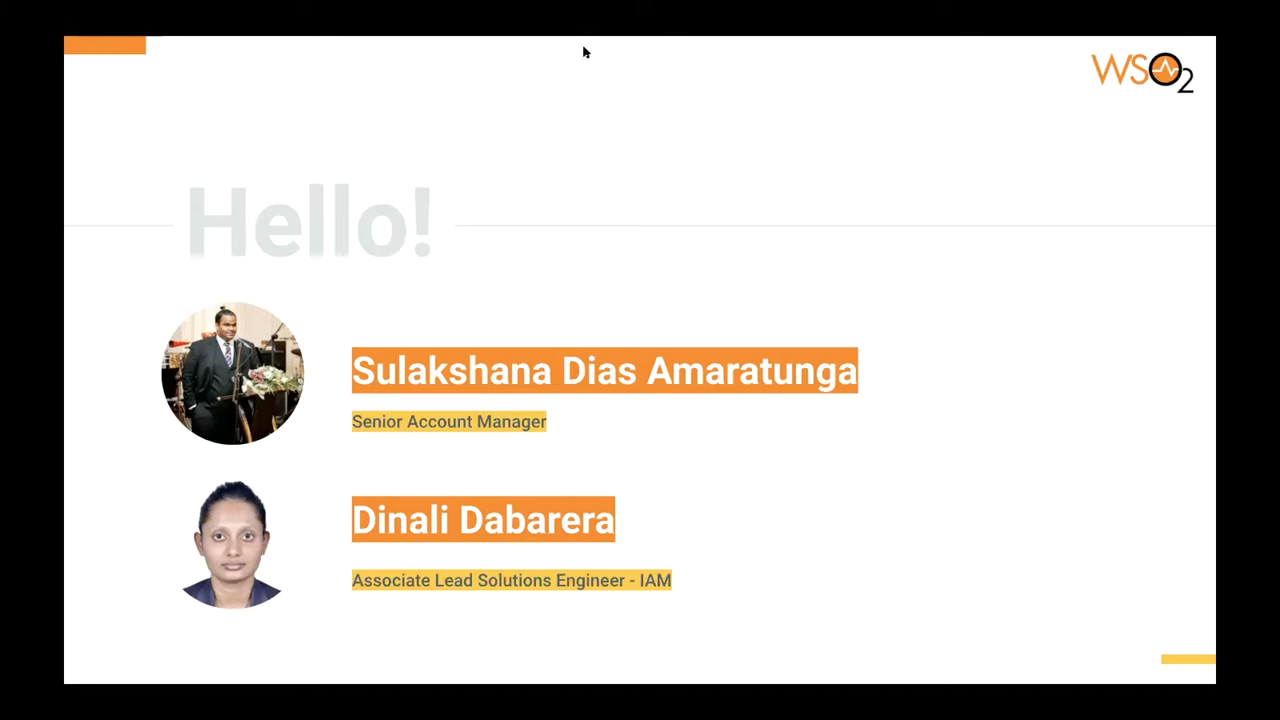 WSO2
Hello!
Sulakshana Dias Amaratunga
Senior Account Manager
Dinali Dabarera
Associate Lead Solutions Engineer - IAM